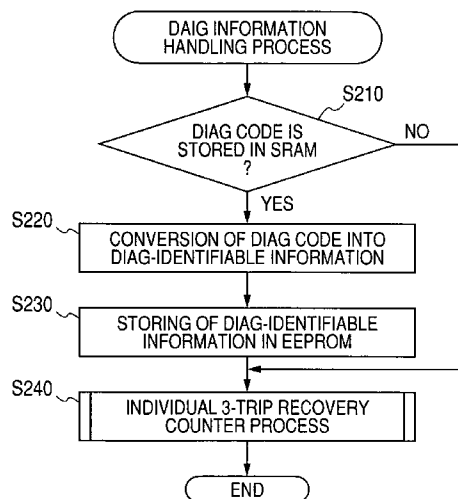 DAIG INFORMATION
HANDLING PROCESS
S210
DIAG CODE IS
STORED IN SRAM
?
NO
YES
S220
CONVERSION OF DIAG CODE INTO
DIAG-IDENTIFIABLE INFORMATION
S230
STORING OF DIAG-IDENTIFIABLE
INFORMATION IN EEPROM
S240
INDIVIDUAL 3-TRIP RECOVERY
COUNTER PROCESS
END